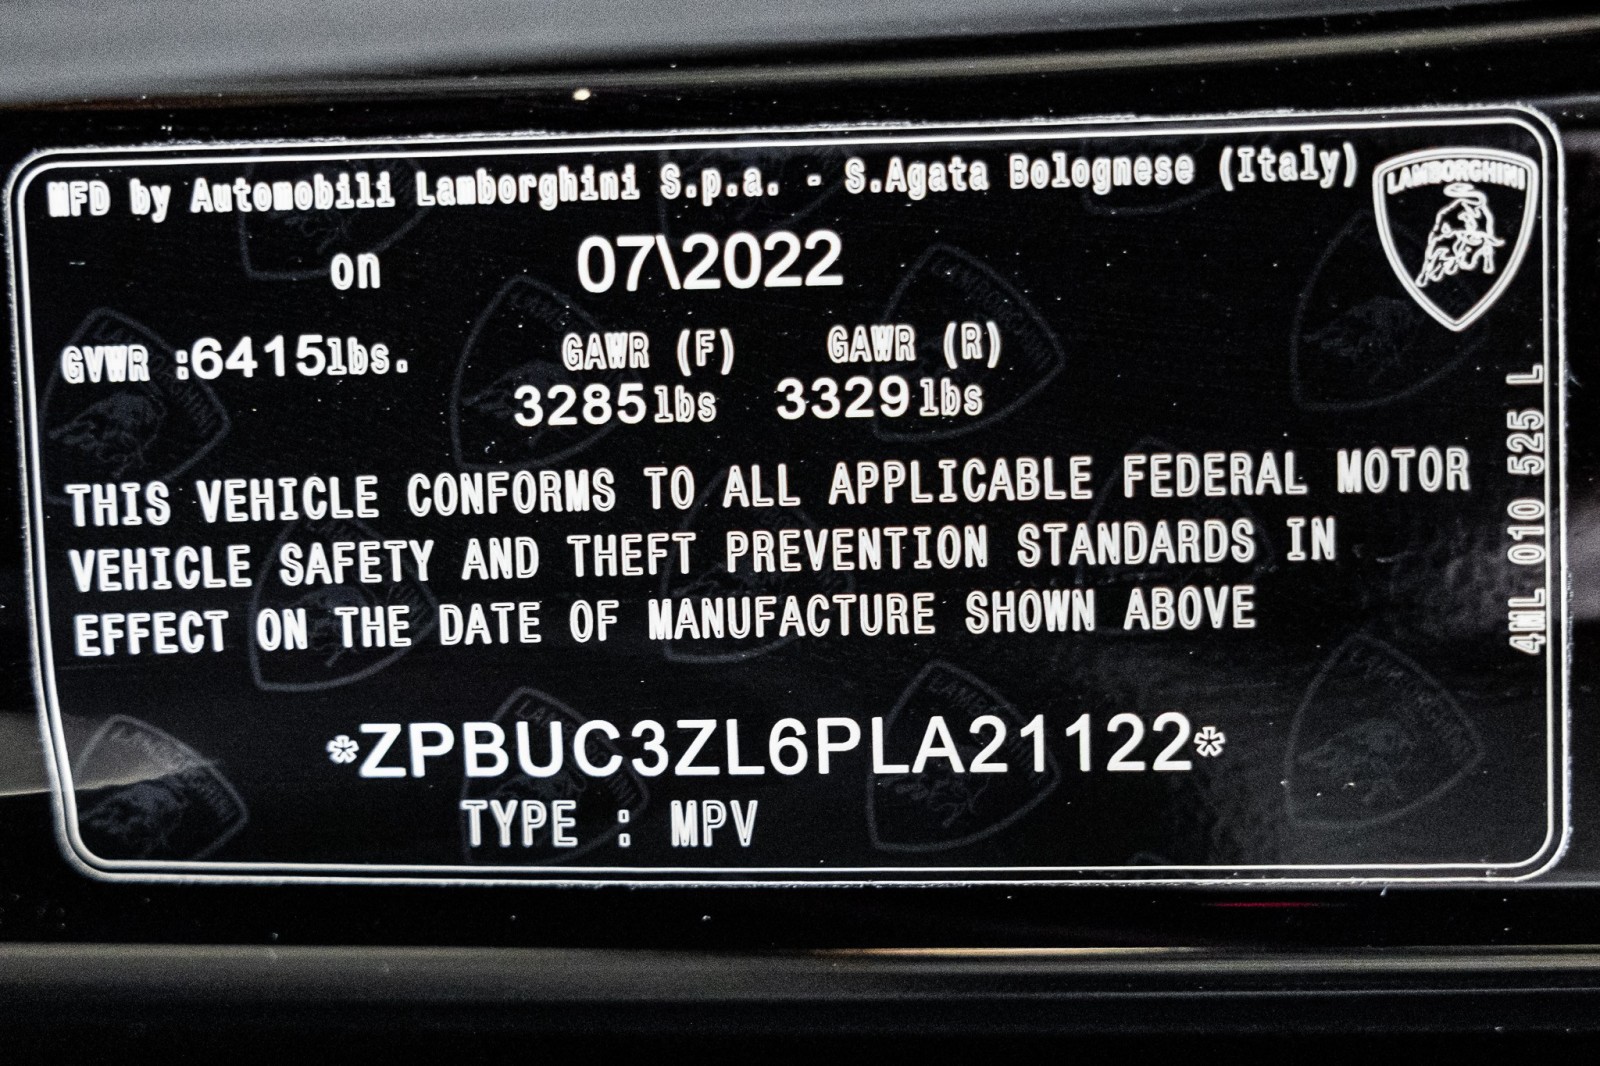 MFD by Automobili Lamborghini S.p.a. - S.Agata Bolognese (Italy)
LAMBORGHINI
on 07\2022
GVWR :6415lbs. GAWR (F) GAWR (R)
3285lbs 3329lbs
THIS VEHICLE CONFORMS TO ALL APPLICABLE FEDERAL MOTOR
VEHICLE SAFETY AND THEFT PREVENTION STANDARDS IN
EFFECT ON THE DATE OF MANUFACTURE SHOWN ABOVE
*ZPBUC3ZL6PLA21122*
TYPE : MPV
4ML 010 525 L